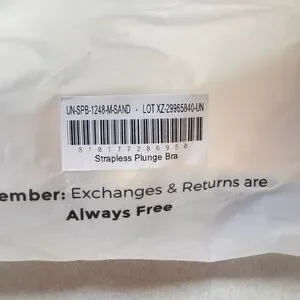 UN-SPB-1248-M-SAND - LOT XZ-29965840-UN
810177286950
Strapless Plunge Bra
ember: Exchanges & Returns are
Always Free